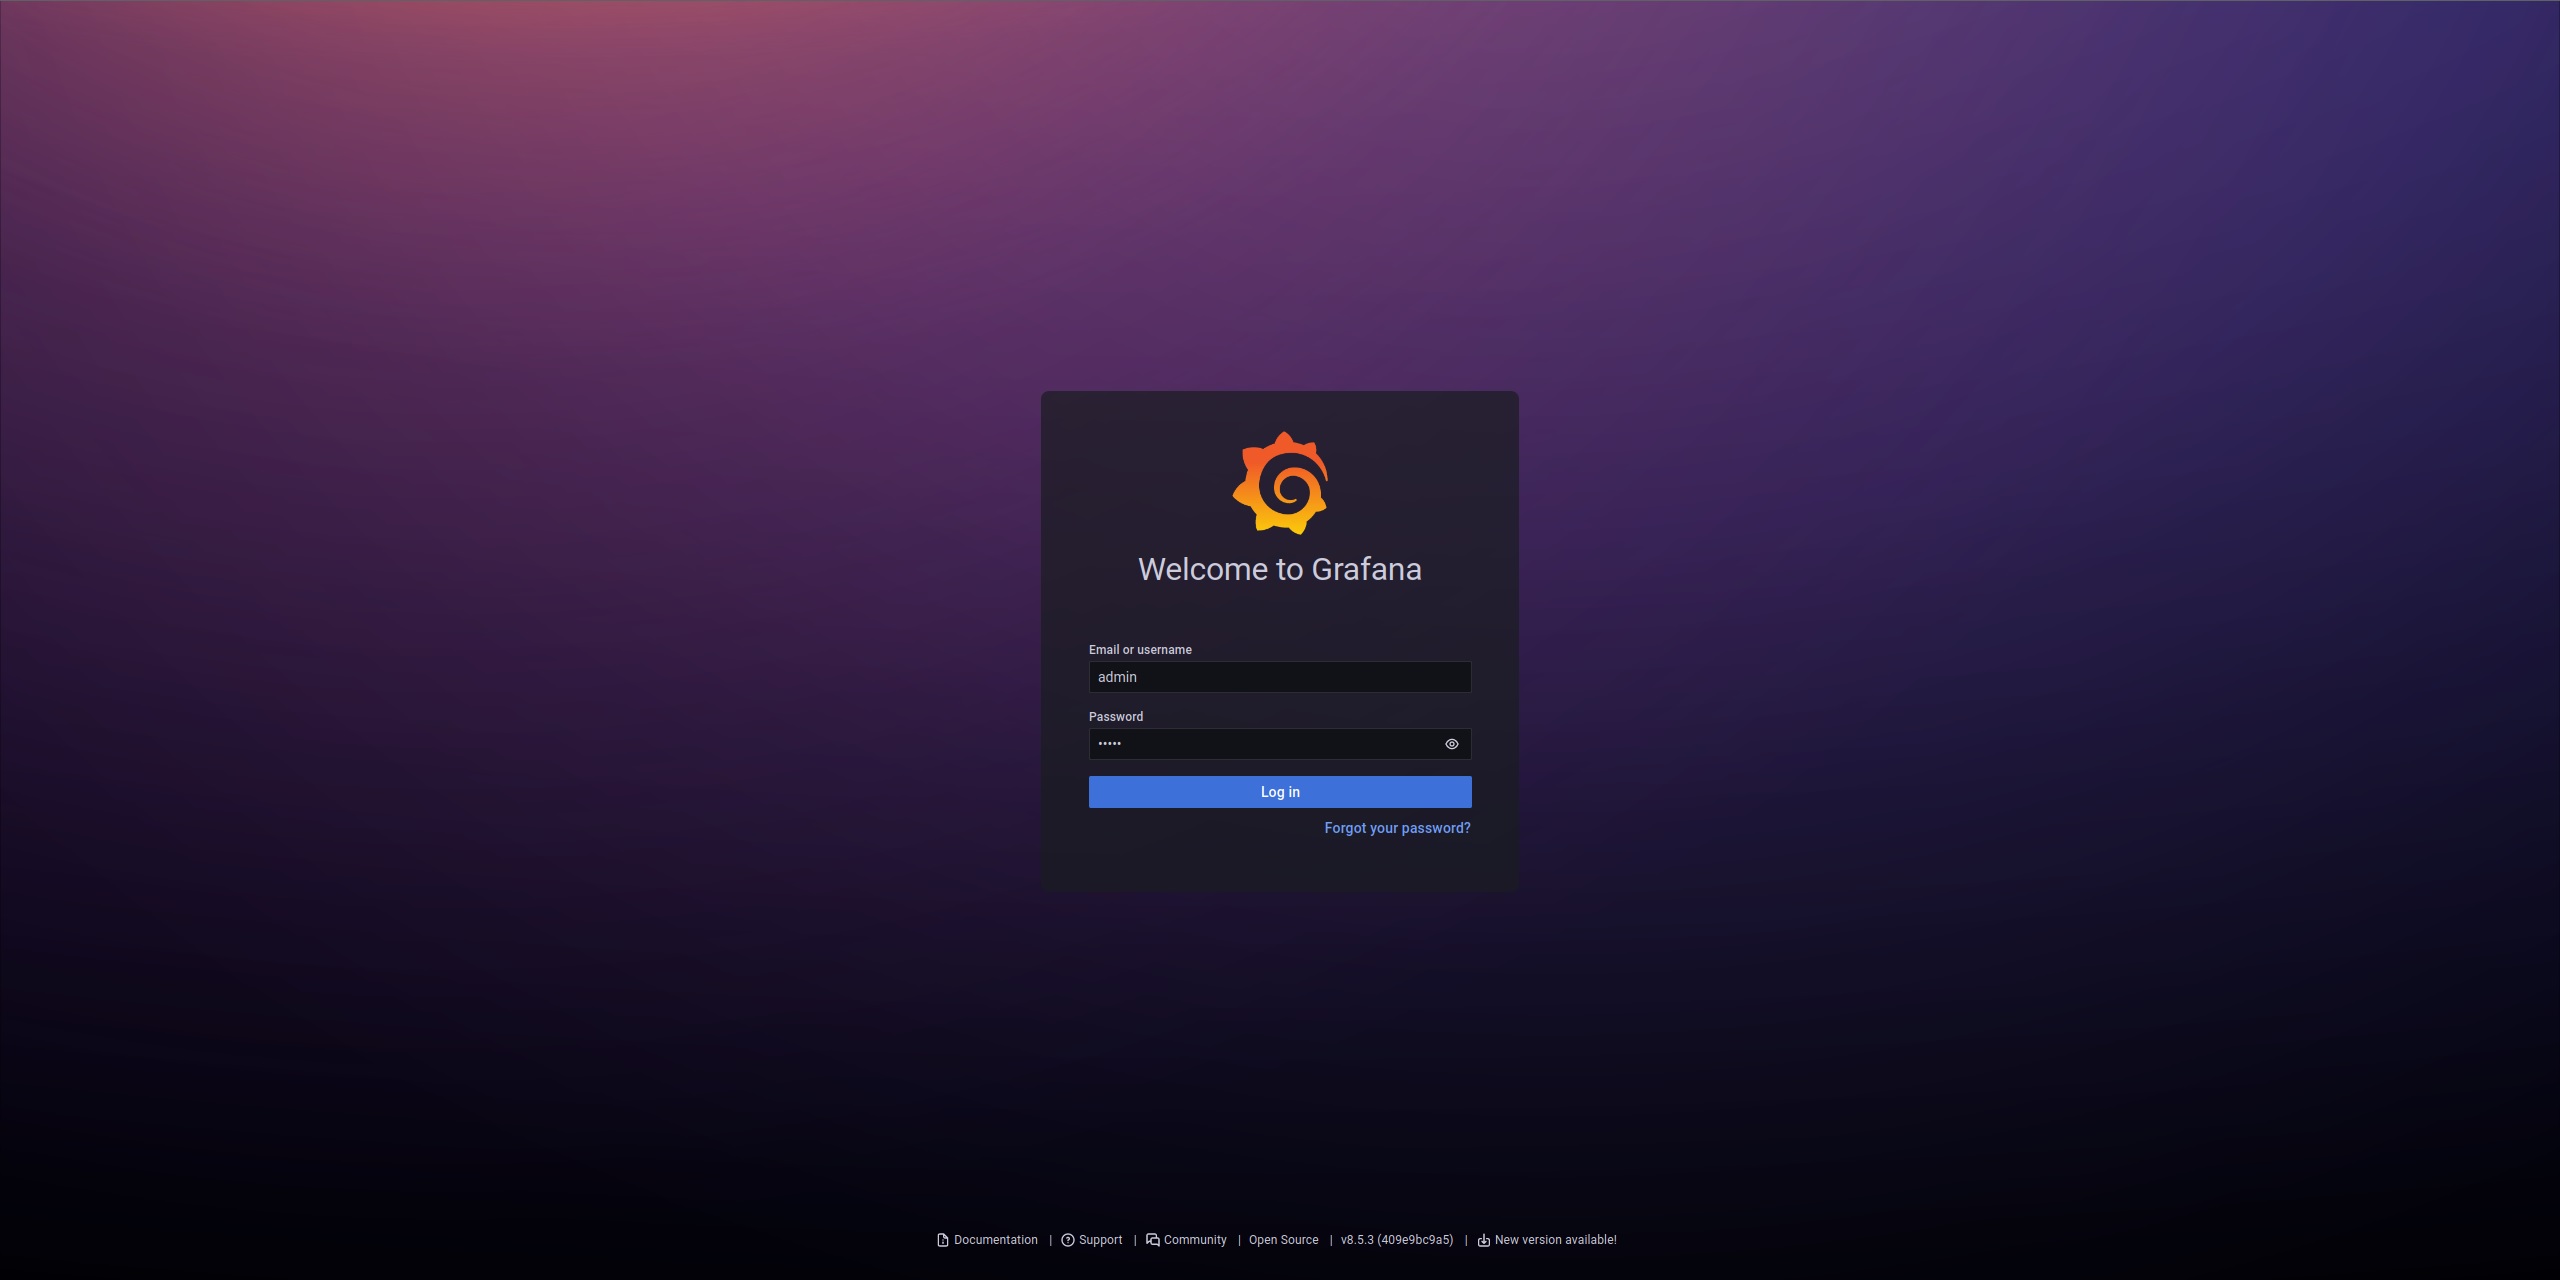 Welcome to Grafana
Email or username
admin
Password
•••••
Log in
Forgot your password?
Documentation | Support | Community | Open Source | v8.5.3 (409e9bc9a5) | New version available!